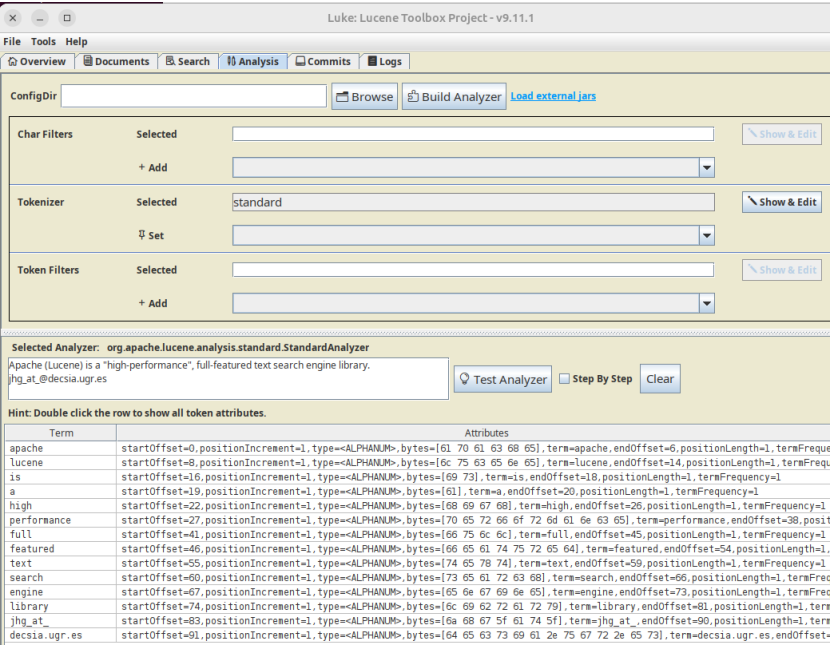 Luke: Lucene Toolbox Project - v9.11.1
File Tools Help
Overview Documents Search Analysis Commits Logs
ConfigDir Browse Build Analyzer Load external jars
Char Filters Selected Show & Edit
+ Add
Tokenizer Selected standard Show & Edit
Set
Token Filters Selected Show & Edit
+ Add
Selected Analyzer: org.apache.lucene.analysis.standard.StandardAnalyzer
Apache (Lucene) is a "high-performance", full-featured text search engine library.
jhg_at_@decsia.ugr.es
Test Analyzer Step By Step Clear
Hint: Double click the row to show all token attributes.
Term Attributes
apache startOffset=0,positionIncrement=1,type=<ALPHANUM>,bytes=[61 70 61 63 68 65],term=apache,endOffset=6,positionLength=1,termFreque
lucene startOffset=8,positionIncrement=1,type=<ALPHANUM>,bytes=[6c 75 63 65 6e 65],term=lucene,endOffset=14,positionLength=1,termFrequ
is startOffset=16,positionIncrement=1,type=<ALPHANUM>,bytes=[69 73],term=is,endOffset=18,positionLength=1,termFrequency=1
a startOffset=19,positionIncrement=1,type=<ALPHANUM>,bytes=[61],term=a,endOffset=20,positionLength=1,termFrequency=1
high startOffset=22,positionIncrement=1,type=<ALPHANUM>,bytes=[68 69 67 68],term=high,endOffset=26,positionLength=1,termFrequency=1
performance startOffset=27,positionIncrement=1,type=<ALPHANUM>,bytes=[70 65 72 66 6f 72 6d 61 6e 63 65],term=performance,endOffset=38,posit
full startOffset=41,positionIncrement=1,type=<ALPHANUM>,bytes=[66 75 6c 6c],term=full,endOffset=45,positionLength=1,termFrequency=1
featured startOffset=46,positionIncrement=1,type=<ALPHANUM>,bytes=[66 65 61 74 75 72 65 64],term=featured,endOffset=54,positionLength=1,
text startOffset=55,positionIncrement=1,type=<ALPHANUM>,bytes=[74 65 78 74],term=text,endOffset=59,positionLength=1,termFrequency=1
search startOffset=60,positionIncrement=1,type=<ALPHANUM>,bytes=[73 65 61 72 63 68],term=search,endOffset=66,positionLength=1,termFreq
engine startOffset=67,positionIncrement=1,type=<ALPHANUM>,bytes=[65 6e 67 69 6e 65],term=engine,endOffset=73,positionLength=1,termFreq
library startOffset=74,positionIncrement=1,type=<ALPHANUM>,bytes=[6c 69 62 72 61 72 79],term=library,endOffset=81,positionLength=1,term
jhg_at_ startOffset=83,positionIncrement=1,type=<ALPHANUM>,bytes=[6a 68 67 5f 61 74 5f],term=jhg_at_,endOffset=90,positionLength=1,term
decsia.ugr.es startOffset=91,positionIncrement=1,type=<ALPHANUM>,bytes=[64 65 63 73 69 61 2e 75 67 72 2e 65 73],term=decsia.ugr.es,endOffset=